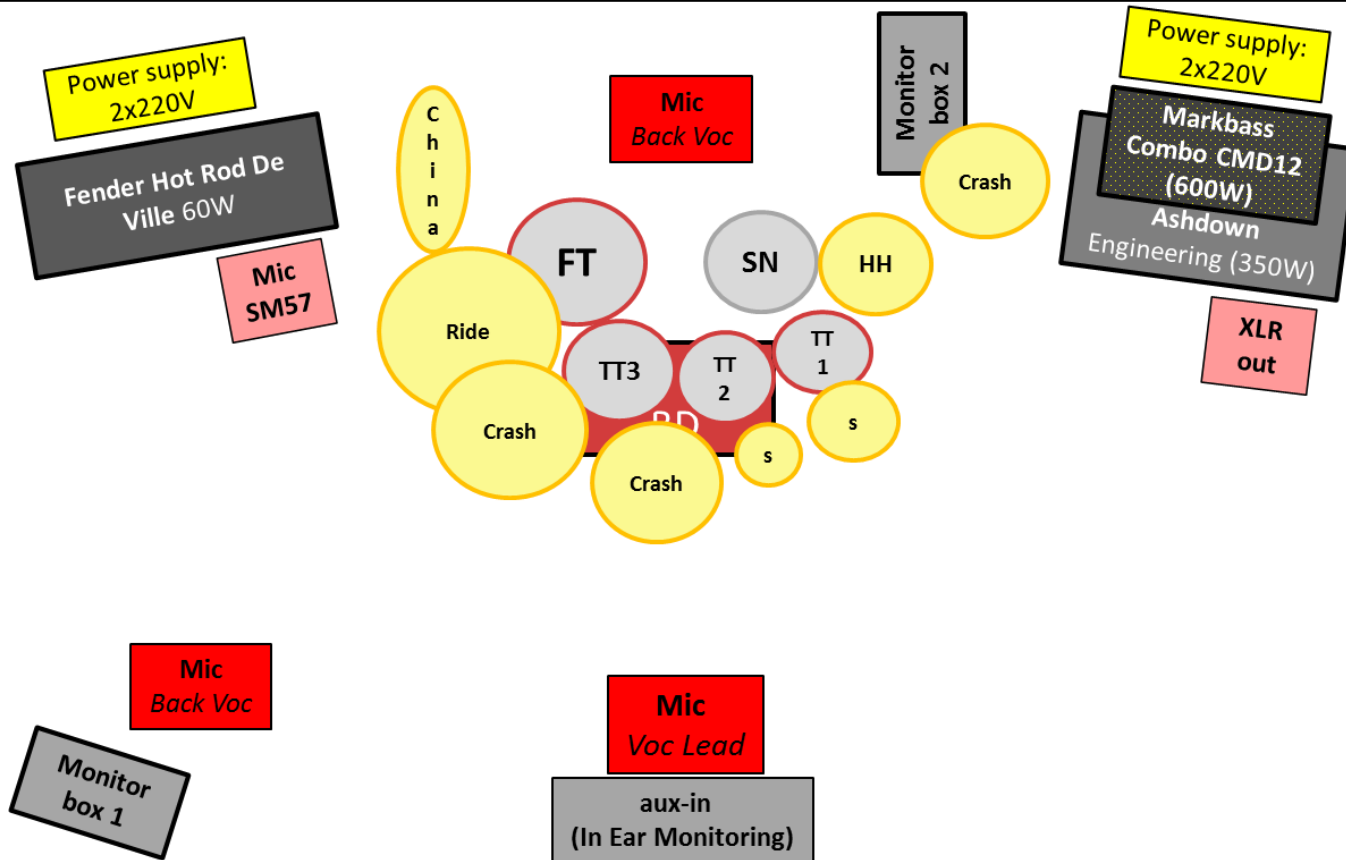 Power supply:
2x220V
Fender Hot Rod De
Ville 60W
Mic
SM57
C
h
i
n
a
Mic
Back Voc
Monitor
box 2
Crash
Power supply:
2x220V
Markbass
Combo CMD12
(600W)
Ashdown
Engineering (350W)
XLR
out
FT
SN
HH
Ride
TT3
TT
2
TT
1
BD
Crash
Crash
s
s
Mic
Back Voc
Monitor
box 1
Mic
Voc Lead
aux-in
(In Ear Monitoring)